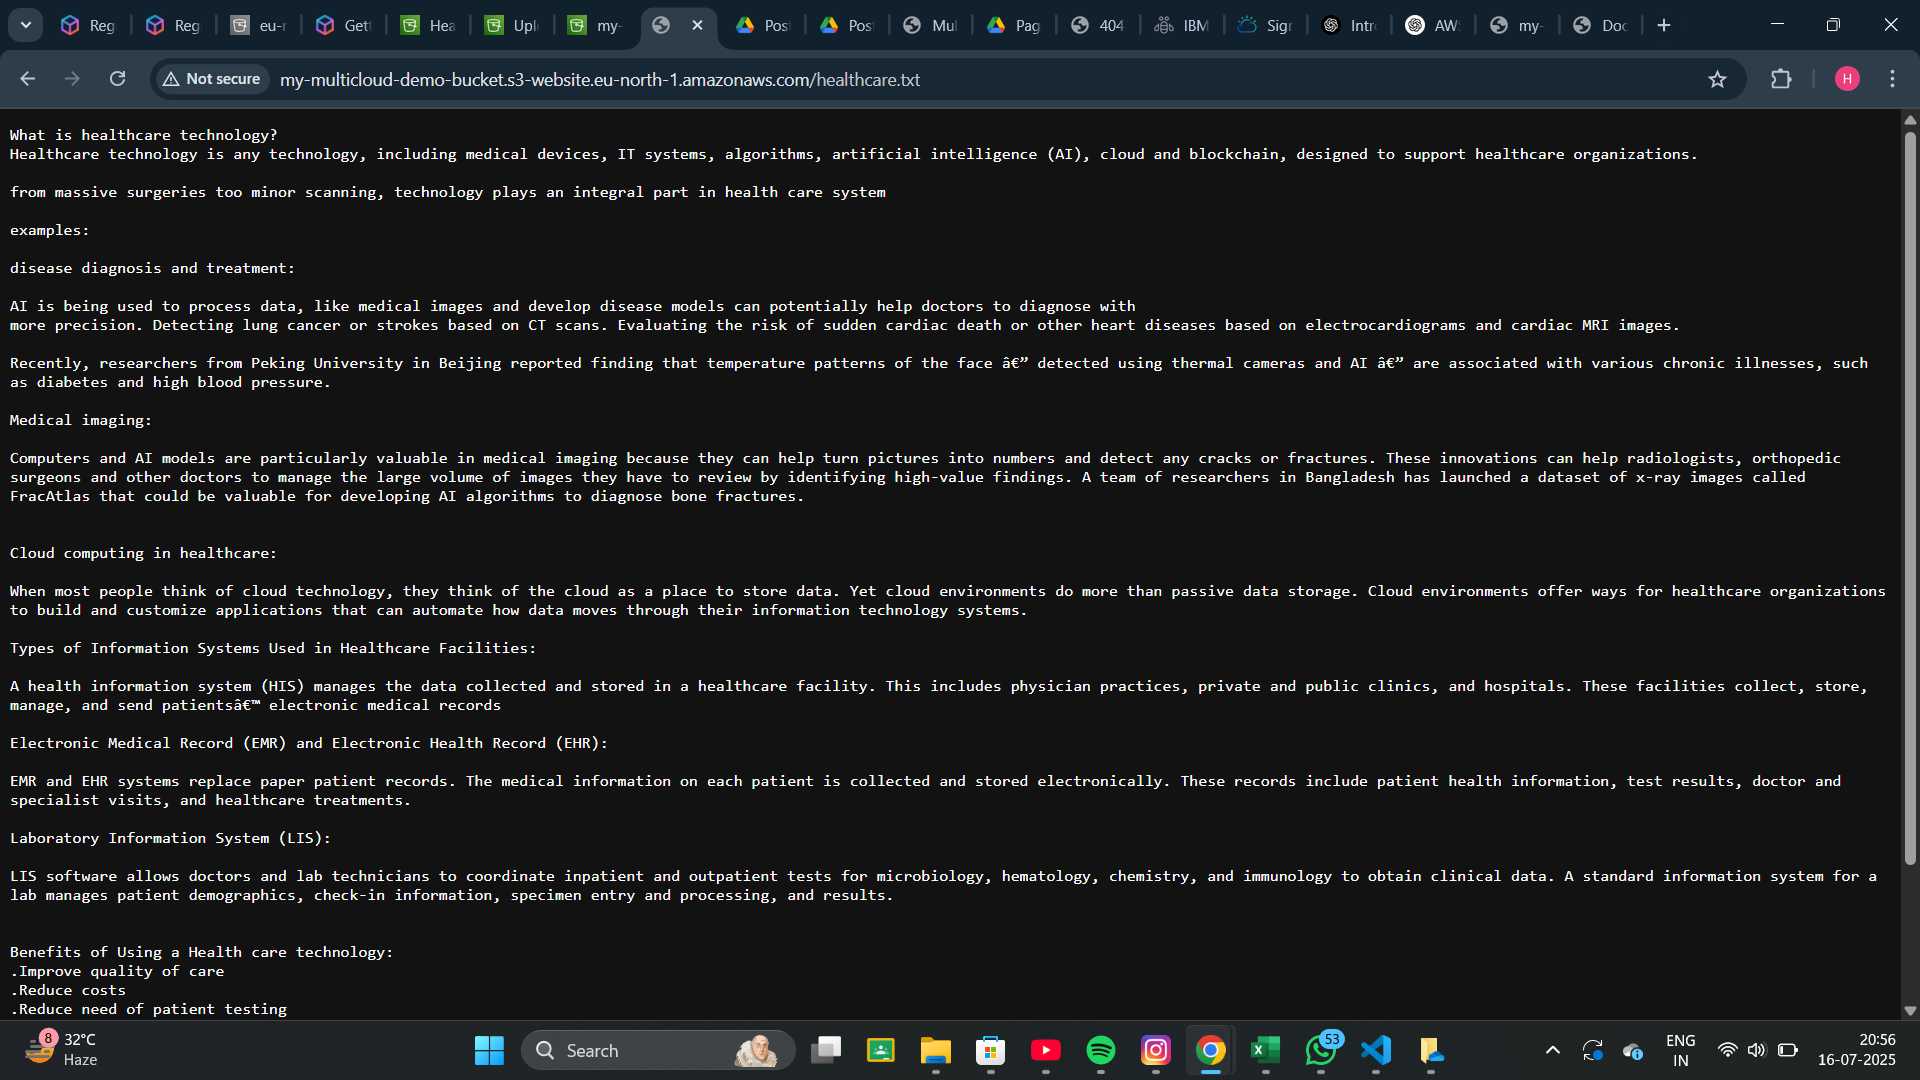 Reg
Reg
eu-n
Gett
Hea
Uplo
my-
Post
Post
Mul
Pag
404
IBM
Sign
Intro
AWS
my-
Doc
Not secure
my-multicloud-demo-bucket.s3-website.eu-north-1.amazonaws.com/healthcare.txt
H
What is healthcare technology?
Healthcare technology is any technology, including medical devices, IT systems, algorithms, artificial intelligence (AI), cloud and blockchain, designed to support healthcare organizations.
from massive surgeries too minor scanning, technology plays an integral part in health care system
examples:
disease diagnosis and treatment:
AI is being used to process data, like medical images and develop disease models can potentially help doctors to diagnose with
more precision. Detecting lung cancer or strokes based on CT scans. Evaluating the risk of sudden cardiac death or other heart diseases based on electrocardiograms and cardiac MRI images.
Recently, researchers from Peking University in Beijing reported finding that temperature patterns of the face â€” detected using thermal cameras and AI â€” are associated with various chronic illnesses, such
as diabetes and high blood pressure.
Medical imaging:
Computers and AI models are particularly valuable in medical imaging because they can help turn pictures into numbers and detect any cracks or fractures. These innovations can help radiologists, orthopedic
surgeons and other doctors to manage the large volume of images they have to review by identifying high-value findings. A team of researchers in Bangladesh has launched a dataset of x-ray images called
FracAtlas that could be valuable for developing AI algorithms to diagnose bone fractures.
Cloud computing in healthcare:
When most people think of cloud technology, they think of the cloud as a place to store data. Yet cloud environments do more than passive data storage. Cloud environments offer ways for healthcare organizations
to build and customize applications that can automate how data moves through their information technology systems.
Types of Information Systems Used in Healthcare Facilities:
A health information system (HIS) manages the data collected and stored in a healthcare facility. This includes physician practices, private and public clinics, and hospitals. These facilities collect, store,
manage, and send patientsâ€™ electronic medical records
Electronic Medical Record (EMR) and Electronic Health Record (EHR):
EMR and EHR systems replace paper patient records. The medical information on each patient is collected and stored electronically. These records include patient health information, test results, doctor and
specialist visits, and healthcare treatments.
Laboratory Information System (LIS):
LIS software allows doctors and lab technicians to coordinate inpatient and outpatient tests for microbiology, hematology, chemistry, and immunology to obtain clinical data. A standard information system for a
lab manages patient demographics, check-in information, specimen entry and processing, and results.
Benefits of Using a Health care technology:
.Improve quality of care
.Reduce costs
.Reduce need of patient testing
8
32°C
Haze
Search
53
ENG
IN
20:56
16-07-2025